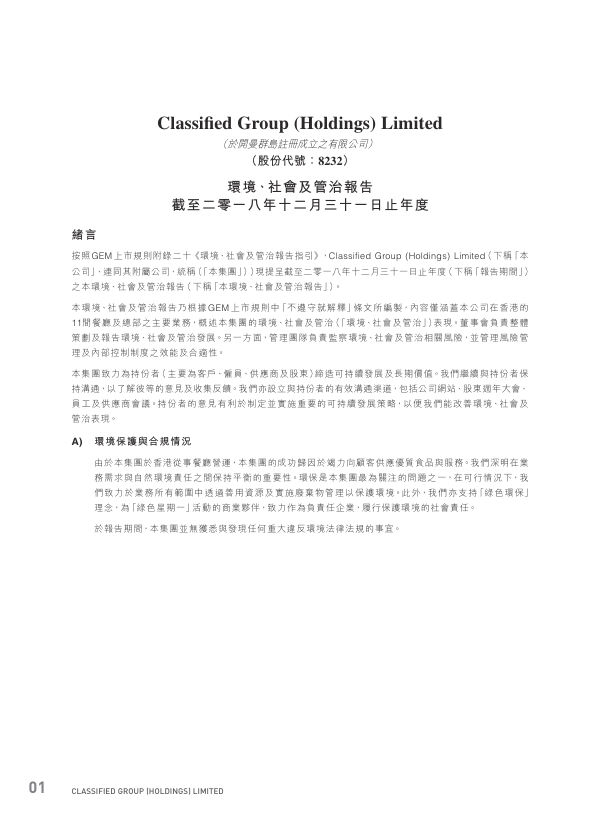 Classified Group (Holdings) Limited
（於開曼群島註冊成立之有限公司）
（股份代號：8232）
環境、社會及管治報告
截至二零一八年十二月三十一日止年度
緒言
按照GEM上市規則附錄二十《環境、社會及管治報告指引》，Classified Group (Holdings) Limited（下稱「本
公司」，連同其附屬公司，統稱（「本集團」））現提呈截至二零一八年十二月三十一日止年度（下稱「報告期間」）
之本環境、社會及管治報告（下稱「本環境、社會及管治報告」）。
本環境、社會及管治報告乃根據GEM上市規則中「不遵守就解釋」條文所編製。內容僅涵蓋本公司在香港的
11間餐廳及總部之主要業務，概述本集團的環境、社會及管治（「環境、社會及管治」）表現。董事會負責整體
策劃及報告環境、社會及管治發展。另一方面，管理團隊負責監察環境、社會及管治相關風險，並管理風險管
理及內部控制制度之效能及合適性。
本集團致力為持份者（主要為客戶、僱員、供應商及股東）締造可持續發展及長期價值。我們繼續與持份者保
持溝通，以了解彼等的意見及收集反饋。我們亦設立與持份者的有效溝通渠道，包括公司網站、股東週年大會、
員工及供應商會議。持份者的意見有利於制定並實施重要的可持續發展策略，以便我們能改善環境、社會及
管治表現。
A) 環境保護與合規情況
由於本集團於香港從事餐廳營運，本集團的成功歸因於竭力向顧客供應優質食品與服務。我們深明在業
務需求與自然環境責任之間保持平衡的重要性。環保是本集團最為關注的問題之一、在可行情況下，我
們致力於業務所有範圍中透過善用資源及實施廢棄物管理以保護環境。此外，我們亦支持「綠色環保」
理念，為「綠色星期一」活動的商業夥伴，致力作為負責任企業，履行保護環境的社會責任。
於報告期間，本集團並無獲悉與發現任何重大違反環境法律法規的事宜。
01 CLASSIFIED GROUP (HOLDINGS) LIMITED